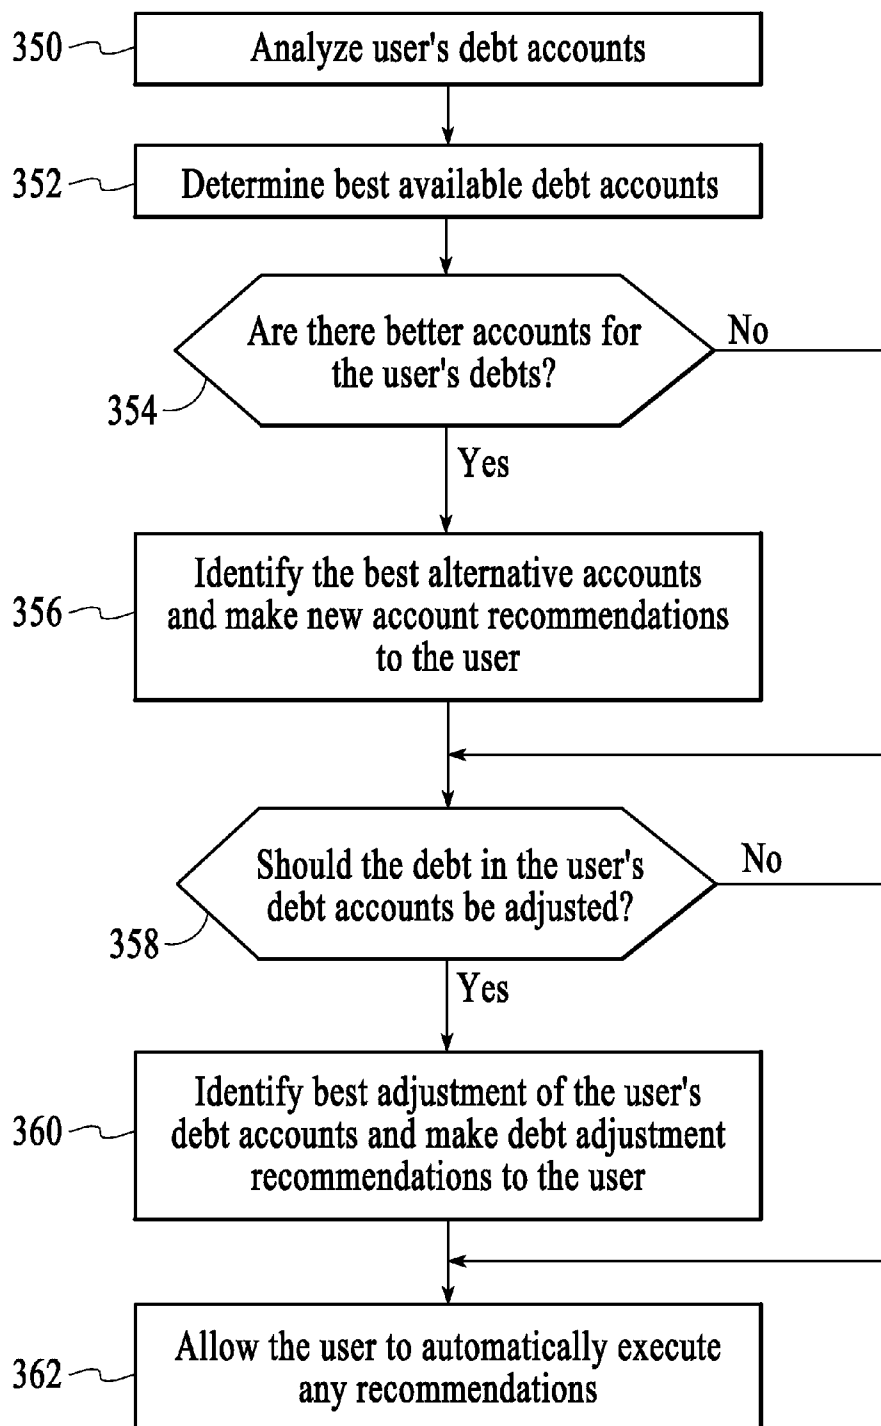 350
Analyze user's debt accounts
352
Determine best available debt accounts
Are there better accounts for
the user's debts?
No
354
Yes
Identify the best alternative accounts
356
and make new account recommendations
to the user
Should the debt in the user's
debt accounts be adjusted?
No
358
Yes
Identify best adjustment of the user's
360
debt accounts and make debt adjustment
recommendations to the user
Allow the user to automatically execute
362
any recommendations